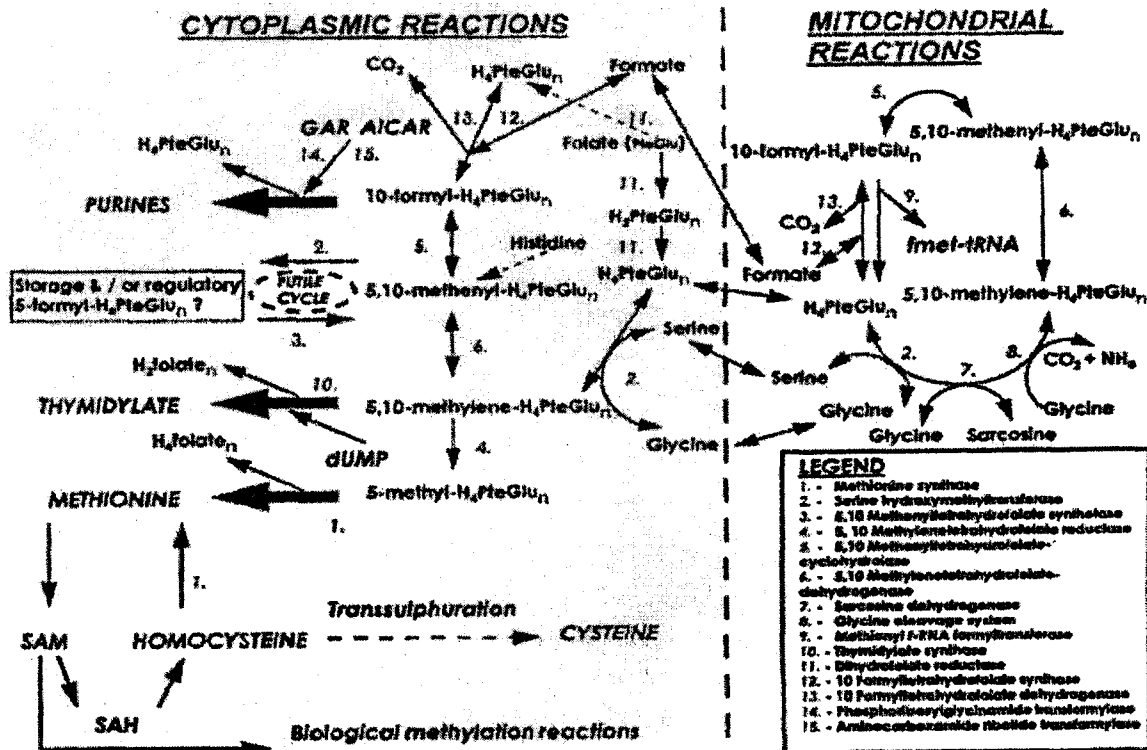 CYTOPLASMIC REACTIONS
CO₂
H₄PteGluₙ
Formate
13.
12.
11.
GAR AICAR
H₄PteGluₙ
14.
15.
Folate (PteGlu)
11.
PURINES
10-formyl-H₄PteGluₙ
H₂PteGluₙ
2.
5.
Histidine
11.
H₄PteGluₙ
Storage & / or regulatory
5-formyl-H₄PteGluₙ ?
FUTILE
CYCLE
5,10-methenyl-H₄PteGluₙ
3.
6.
Serine
H₂folateₙ
10.
2.
THYMIDYLATE
5,10-methylene-H₄PteGluₙ
H₄folateₙ
dUMP
4.
Glycine
METHIONINE
5-methyl-H₄PteGluₙ
1.
1.
Transsulphuration
SAM
HOMOCYSTEINE
CYSTEINE
SAH
Biological methylation reactions
MITOCHONDRIAL
REACTIONS
5.
5,10-methenyl-H₄PteGluₙ
10-formyl-H₄PteGluₙ
13.
9.
6.
CO₂
fmet-tRNA
12.
Formate
H₄PteGluₙ
5,10-methylene-H₄PteGluₙ
2.
8.
CO₂ + NH₄
7.
Serine
Glycine
Glycine
Glycine
Sarcosine
LEGEND
1. - Methionine synthase
2. - Serine hydroxymethyltransferase
3. - 5,10 Methenyltetrahydrofolate synthetase
4. - 5, 10 Methylenetetrahydrofolate reductase
5. - 5,10 Methenyltetrahydrofolate-
cyclohydrolase
6. - 5,10 Methylenetetrahydrofolate-
dehydrogenase
7. - Sarcosine dehydrogenase
8. - Glycine cleavage system
9. - Methionyl t-RNA formyltransferase
10. - Thymidylate synthase
11. - Dihydrofolate reductase
12. - 10 Formyltetrahydrofolate synthase
13. - 10 Formyltetrahydrofolate dehydrogenase
14. - Phosphoribosylglycinamide transformylase
15. - Aminocarboxamide ribotide transformylase